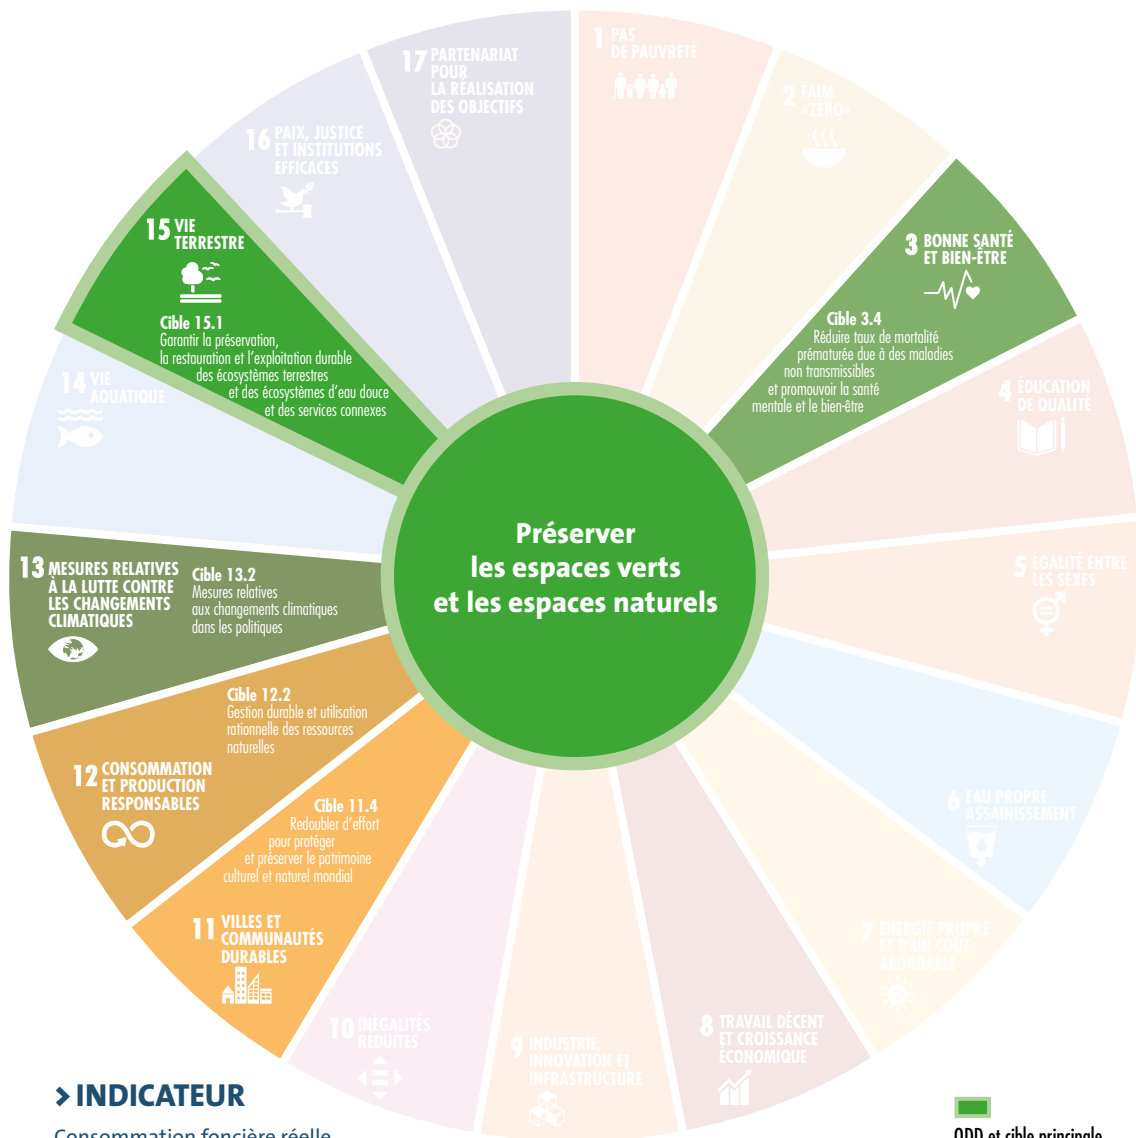 1 PAS
DE PAUVRETÉ
2 FAIM
«ZÉRO»
3 BONNE SANTÉ
ET BIEN-ÊTRE
Cible 3.4
Réduire taux de mortalité
prématurée due à des maladies
non transmissibles
et promouvoir la santé
mentale et le bien-être
4 ÉDUCATION
DE QUALITÉ
5 ÉGALITÉ ENTRE
LES SEXES
6 EAU PROPRE
ASSAINISSEMENT
7 ÉNERGIE PROPRE
ET D'UN COÛT
ABORDABLE
8 TRAVAIL DÉCENT
ET CROISSANCE
ÉCONOMIQUE
9 INDUSTRIE,
INNOVATION ET
INFRASTRUCTURE
10 INÉGALITÉS
RÉDUITES
11 VILLES ET
COMMUNAUTÉS
DURABLES
Cible 11.4
Redoubler d'effort
pour protéger
et préserver le patrimoine
culturel et naturel mondial
12 CONSOMMATION
ET PRODUCTION
RESPONSABLES
Cible 12.2
Gestion durable et utilisation
rationnelle des ressources
naturelles
13 MESURES RELATIVES
À LA LUTTE CONTRE
LES CHANGEMENTS
CLIMATIQUES
Cible 13.2
Mesures relatives
aux changements climatiques
dans les politiques
14 VIE
AQUATIQUE
15 VIE
TERRESTRE
Cible 15.1
Garantir la préservation,
la restauration et l'exploitation durable
des écosystèmes terrestres
et des écosystèmes d'eau douce
et des services connexes
16 PAIX, JUSTICE
ET INSTITUTIONS
EFFICACES
17 PARTENARIAT
POUR
LA RÉALISATION
DES OBJECTIFS
Préserver
les espaces verts
et les espaces naturels
> INDICATEUR
Consommation foncière réelle
ODD et cible principale